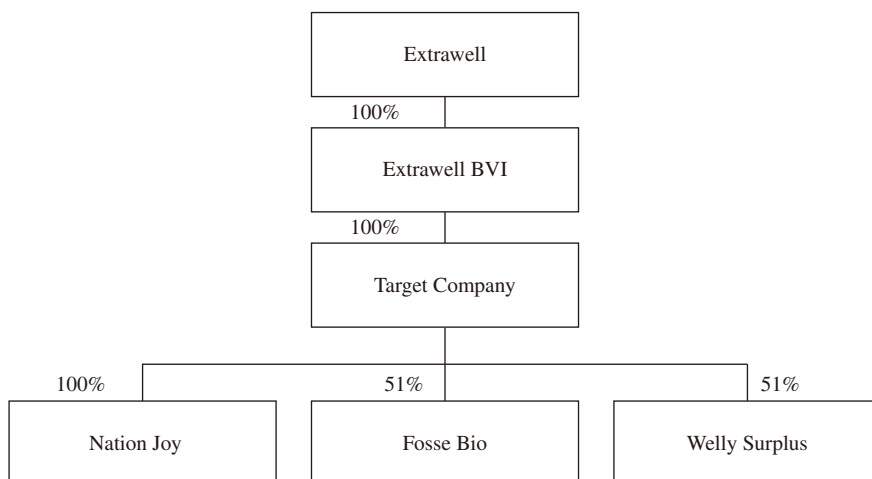 Extrawell
100%
Extrawell BVI
100%
Target Company
100%
51%
51%
Nation Joy
Fosse Bio
Welly Surplus